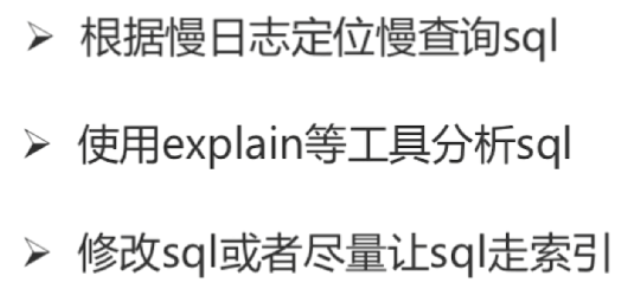 ➢ 根据慢日志定位慢查询sql
➢ 使用explain等工具分析sql
➢ 修改sql或者尽量让sql走索引